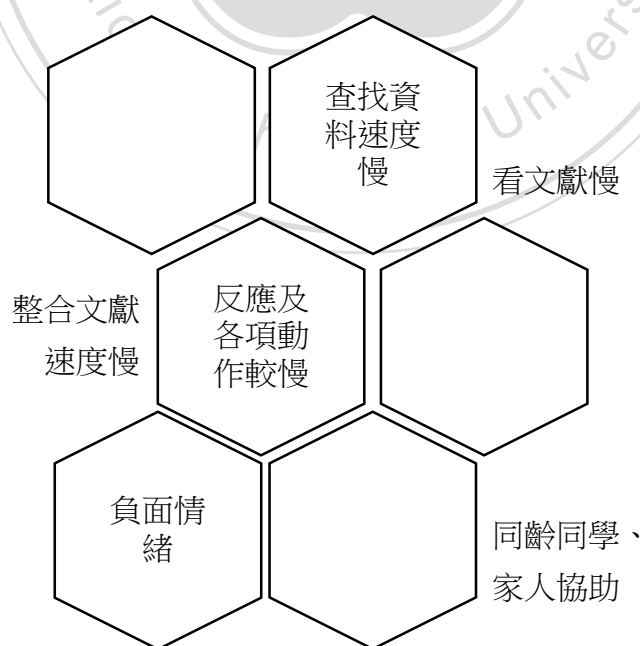 Univers
查找資
料速度
慢
看文獻慢
整合文獻
速度慢
反應及
各項動
作較慢
負面情
緒
同齡同學、
家人協助